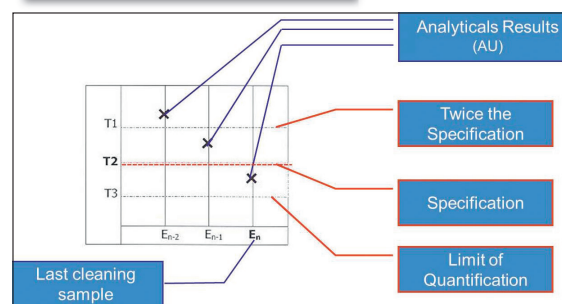 Analyticals Results
(AU)
T1
Twice the
Specification
T2
T3
Specification
E_{n-2} E_{n-1} E_n
Limit of
Quantification
Last cleaning
sample